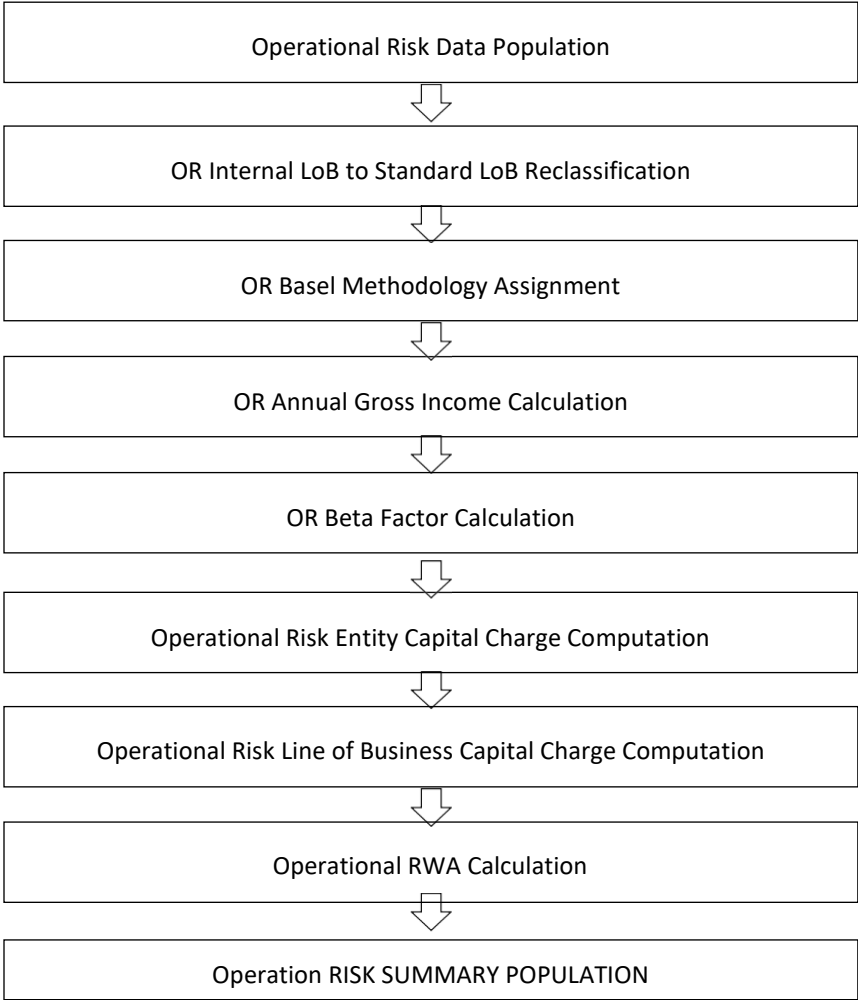 Operational Risk Data Population
OR Internal LoB to Standard LoB Reclassification
OR Basel Methodology Assignment
OR Annual Gross Income Calculation
OR Beta Factor Calculation
Operational Risk Entity Capital Charge Computation
Operational Risk Line of Business Capital Charge Computation
Operational RWA Calculation
Operation RISK SUMMARY POPULATION